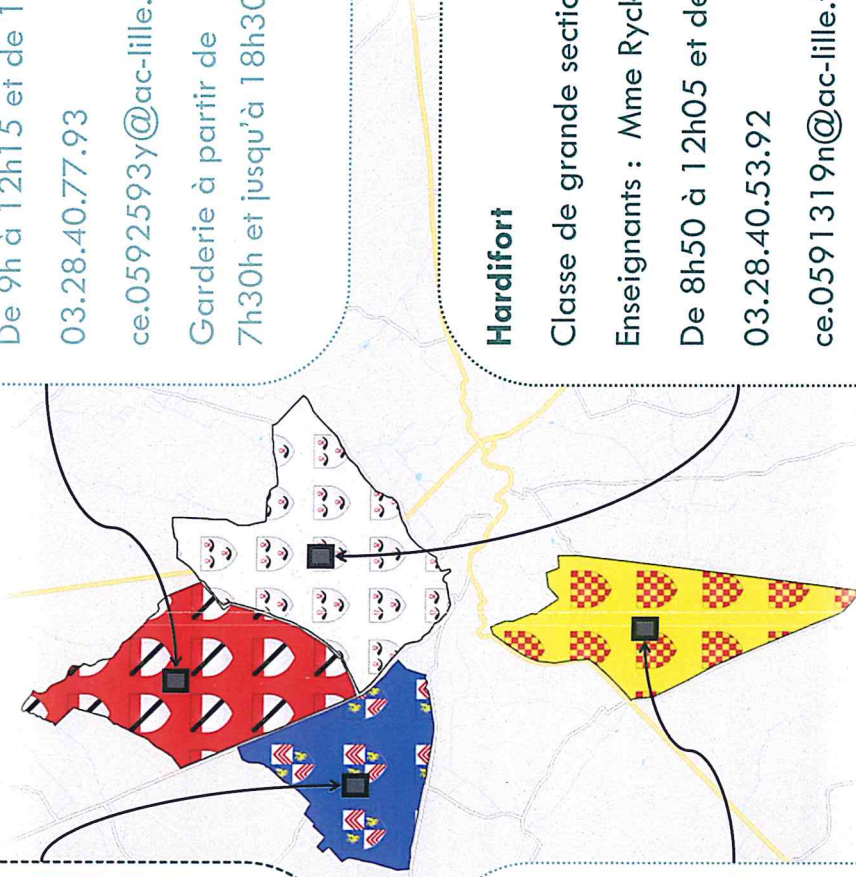 De 9h à 12h15 et de 1
03.28.40.77.93
ce.0592593y@ac-lille.
Garderie à partir de
7h30h et jusqu'à 18h30
Hardifort
Classe de grande sectio
Enseignants : Mme Ryck
De 8h50 à 12h05 et de
03.28.40.53.92
ce.0591319n@ac-lille.